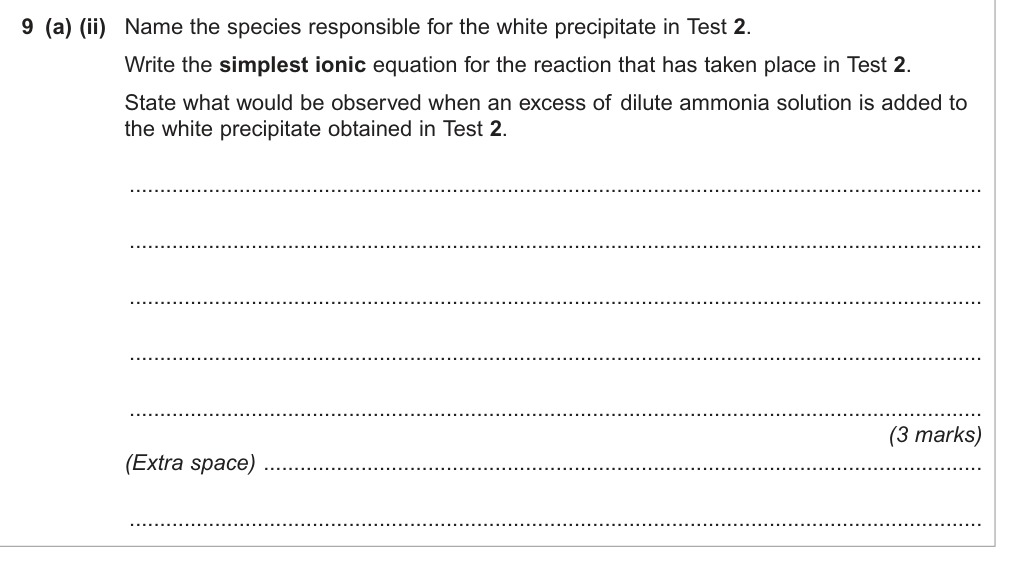 9 (a) (ii) Name the species responsible for the white precipitate in Test 2.
Write the simplest ionic equation for the reaction that has taken place in Test 2.
State what would be observed when an excess of dilute ammonia solution is added to
the white precipitate obtained in Test 2.
(3 marks)
(Extra space)